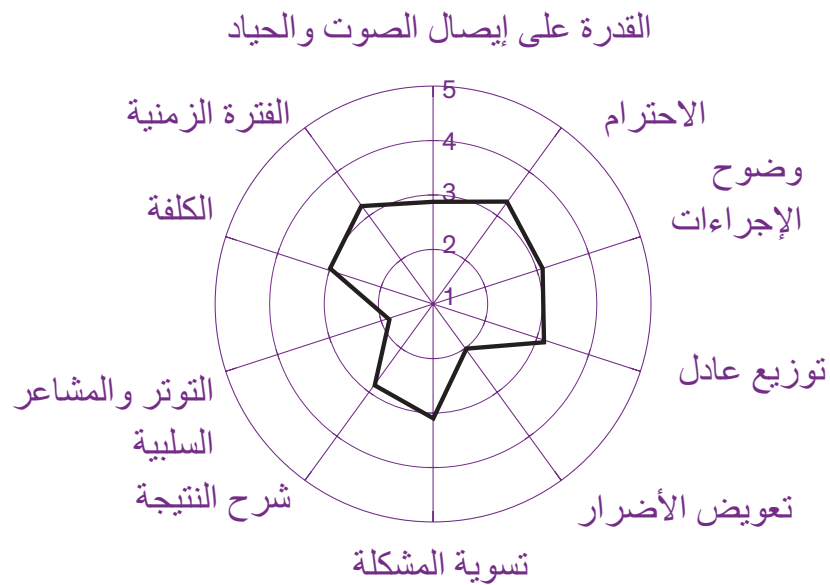 القدرة على إيصال الصوت والحياد
الاحترام
وضوح
الإجراءات
توزيع عادل
تعويض الأضرار
تسوية المشكلة
شرح النتيجة
التوتر والمشاعر
السلبية
الكلفة
الفترة الزمنية
5
4
3
2
1